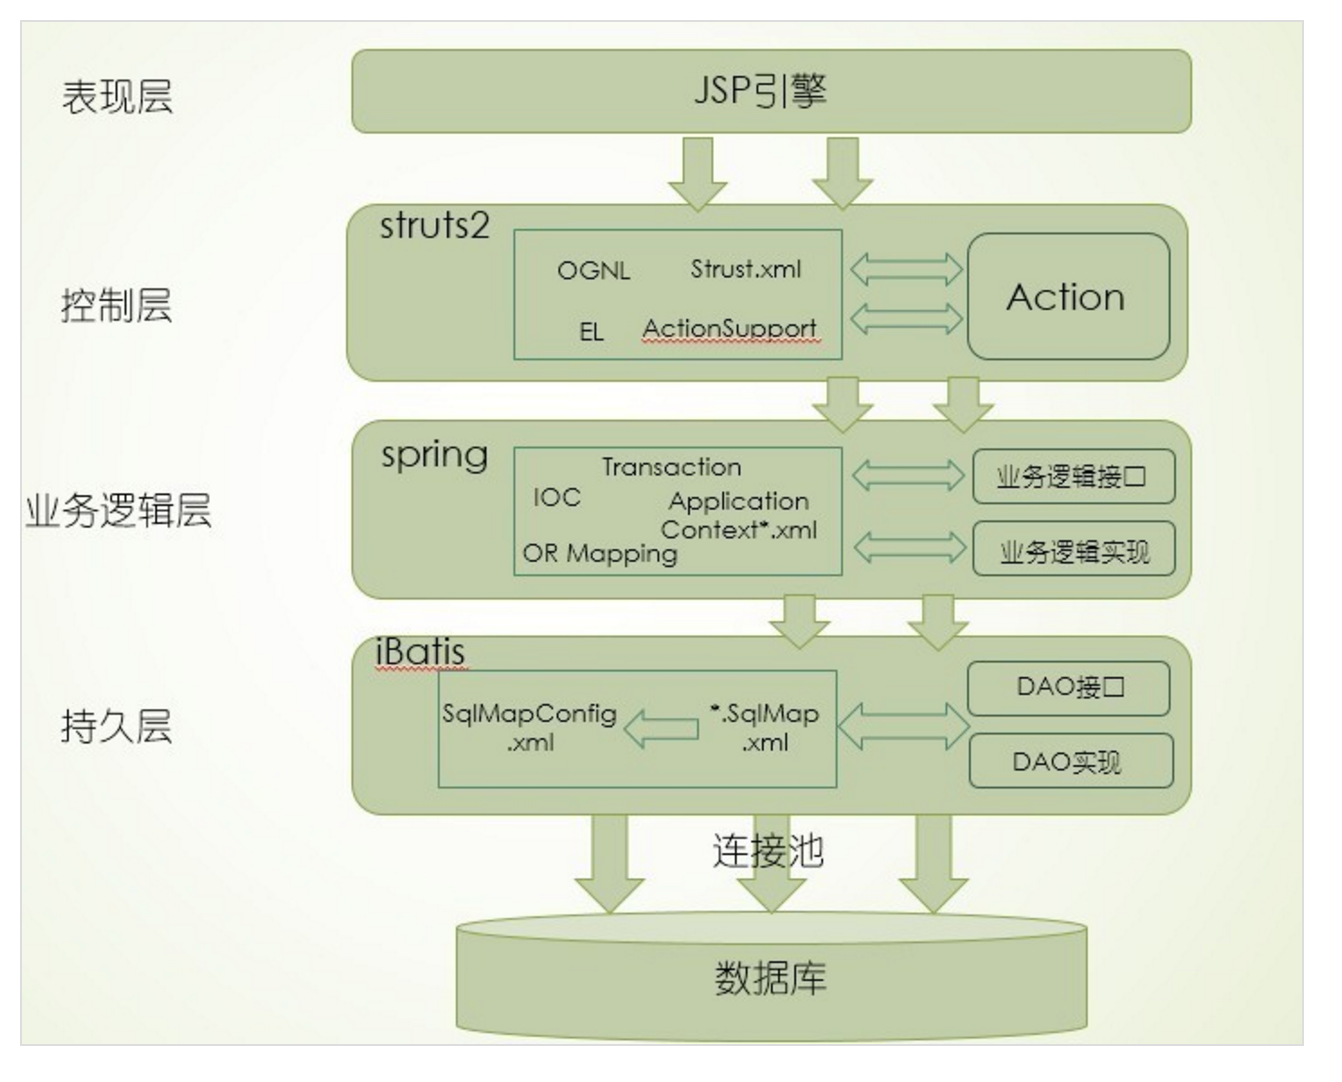 表现层
JSP引擎
控制层
struts2
OGNL
Strust.xml
EL
ActionSupport
Action
业务逻辑层
spring
Transaction
IOC
Application
Context*.xml
OR Mapping
业务逻辑接口
业务逻辑实现
持久层
iBatis
SqlMapConfig
.xml
*.SqlMap
.xml
DAO接口
DAO实现
连接池
数据库